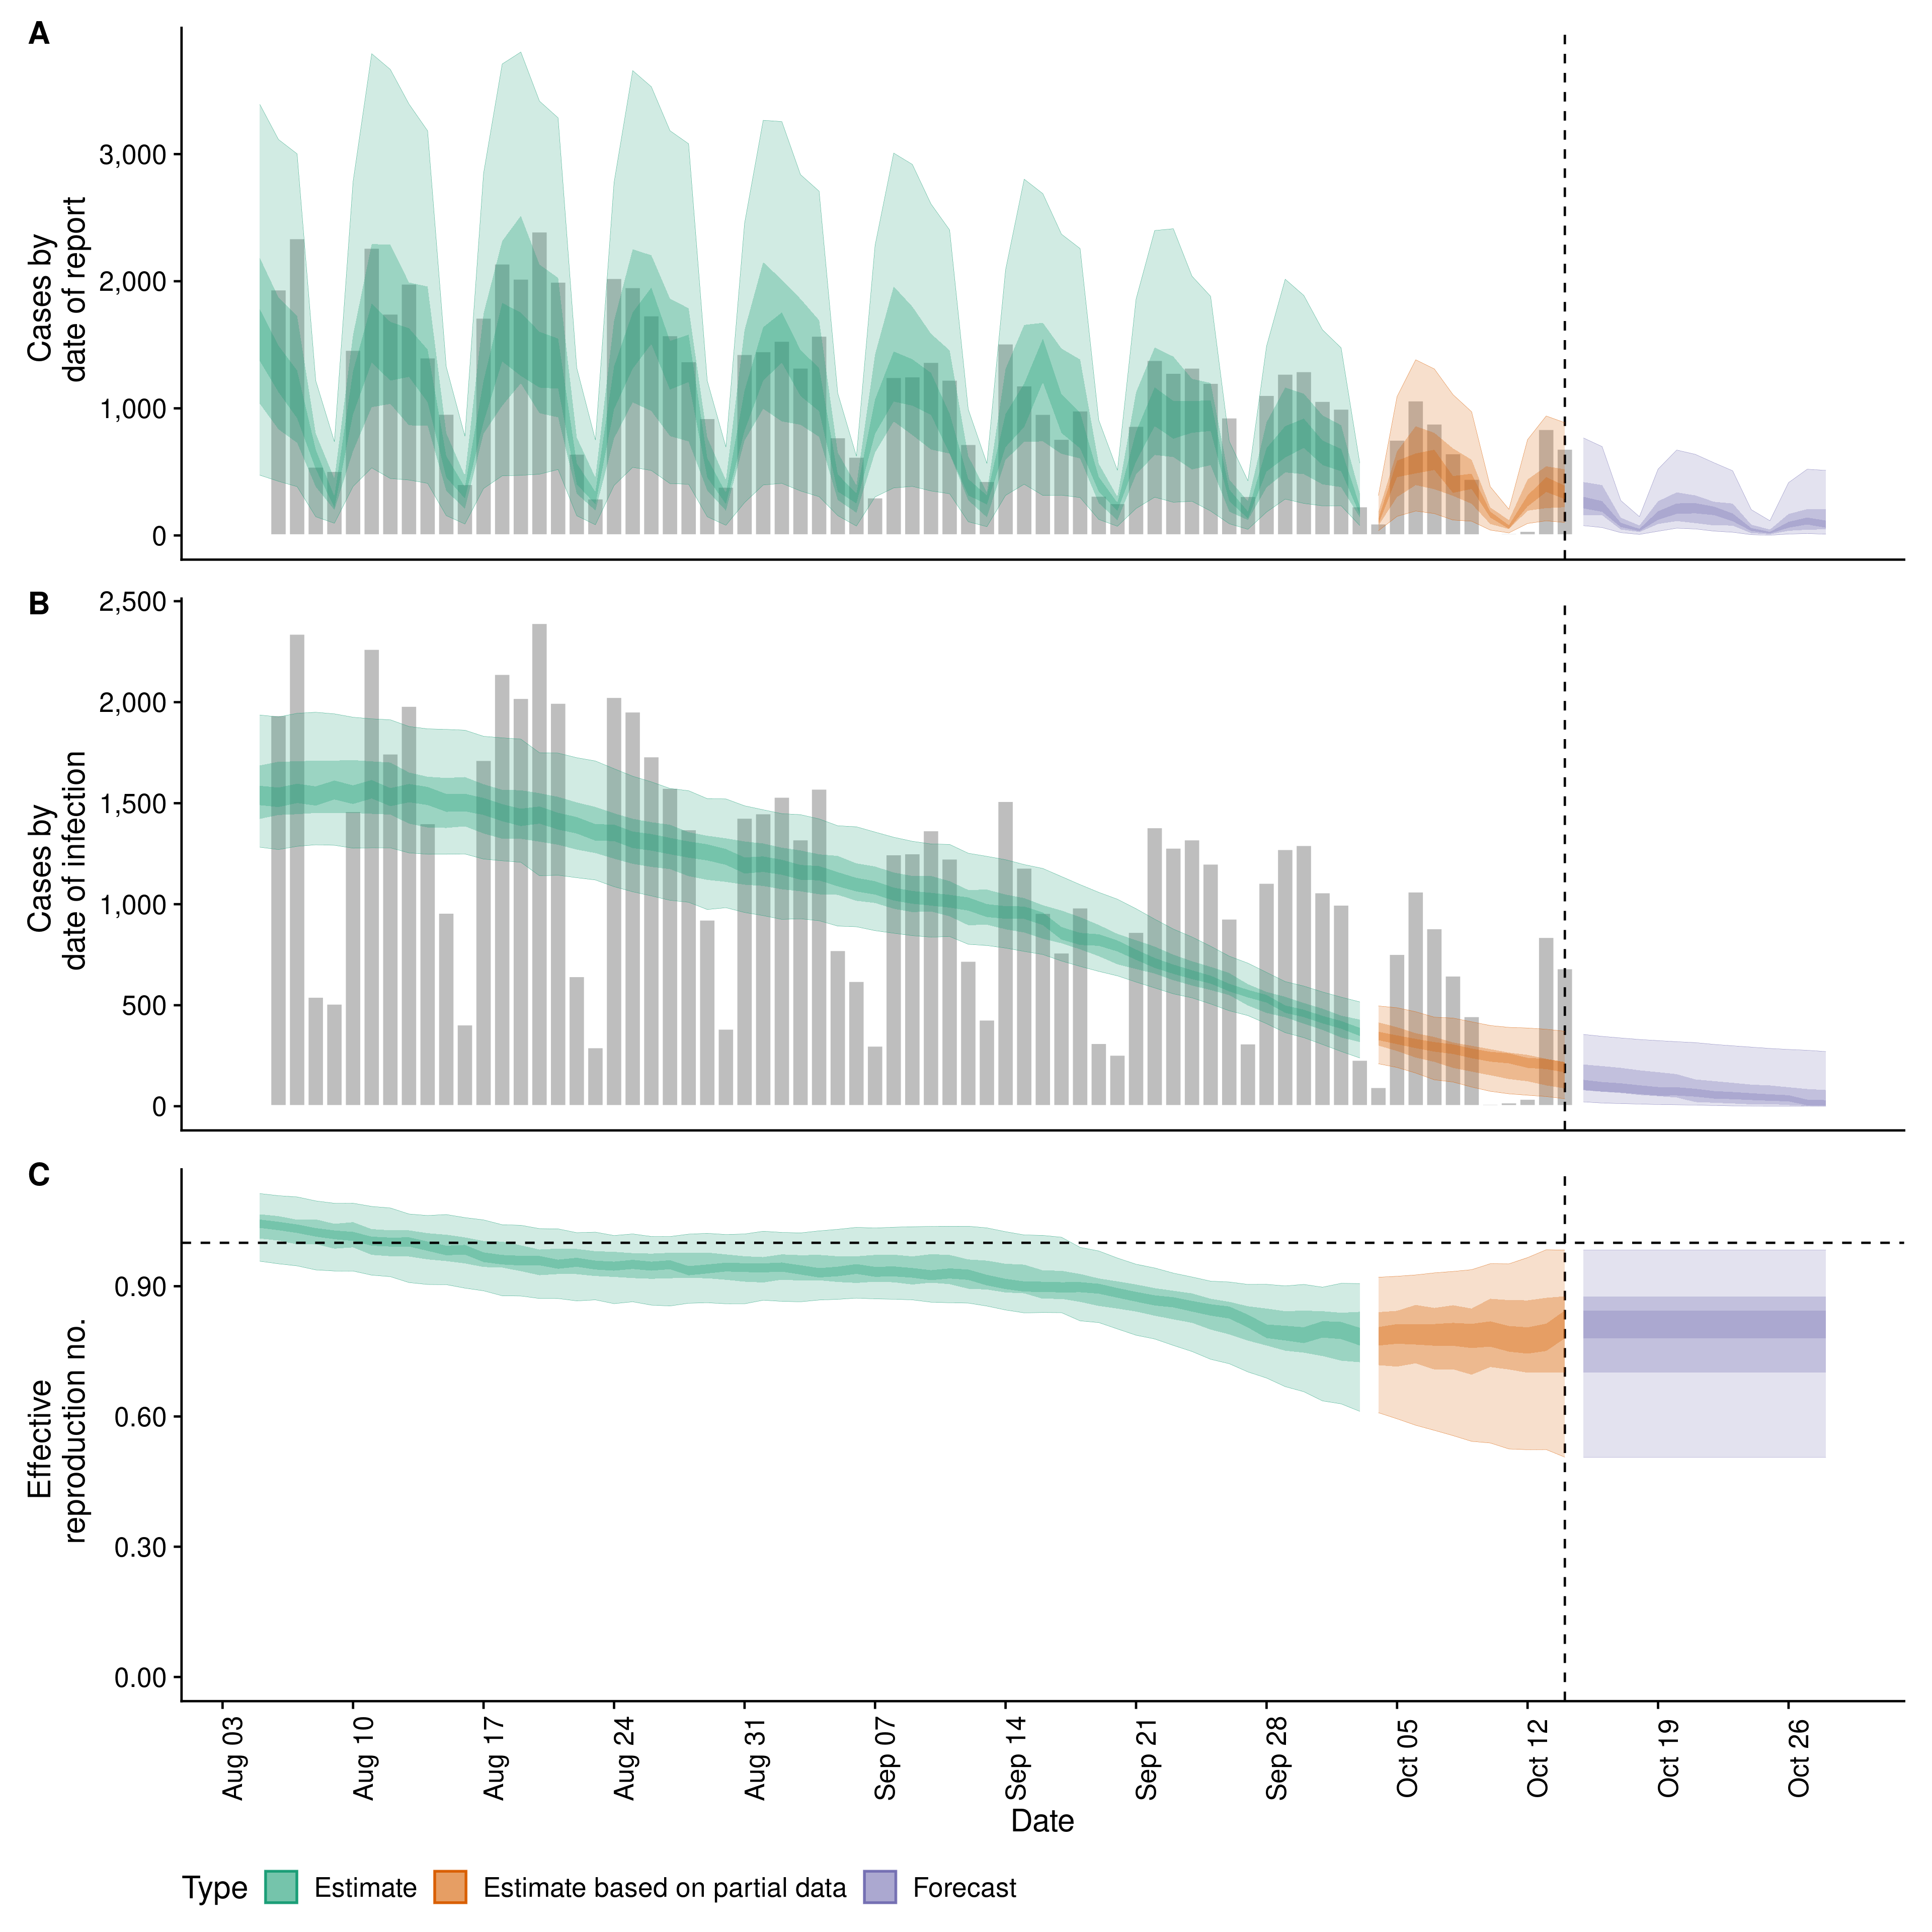 A
Cases by
date of report
3,000
2,000
1,000
0
B
Cases by
date of infection
2,500
2,000
1,500
1,000
500
0
C
Effective
reproduction no.
0.90
0.60
0.30
0.00
Aug 03
Aug 10
Aug 17
Aug 24
Aug 31
Sep 07
Sep 14
Sep 21
Sep 28
Oct 05
Oct 12
Oct 19
Oct 26
Date
Type Estimate Estimate based on partial data Forecast